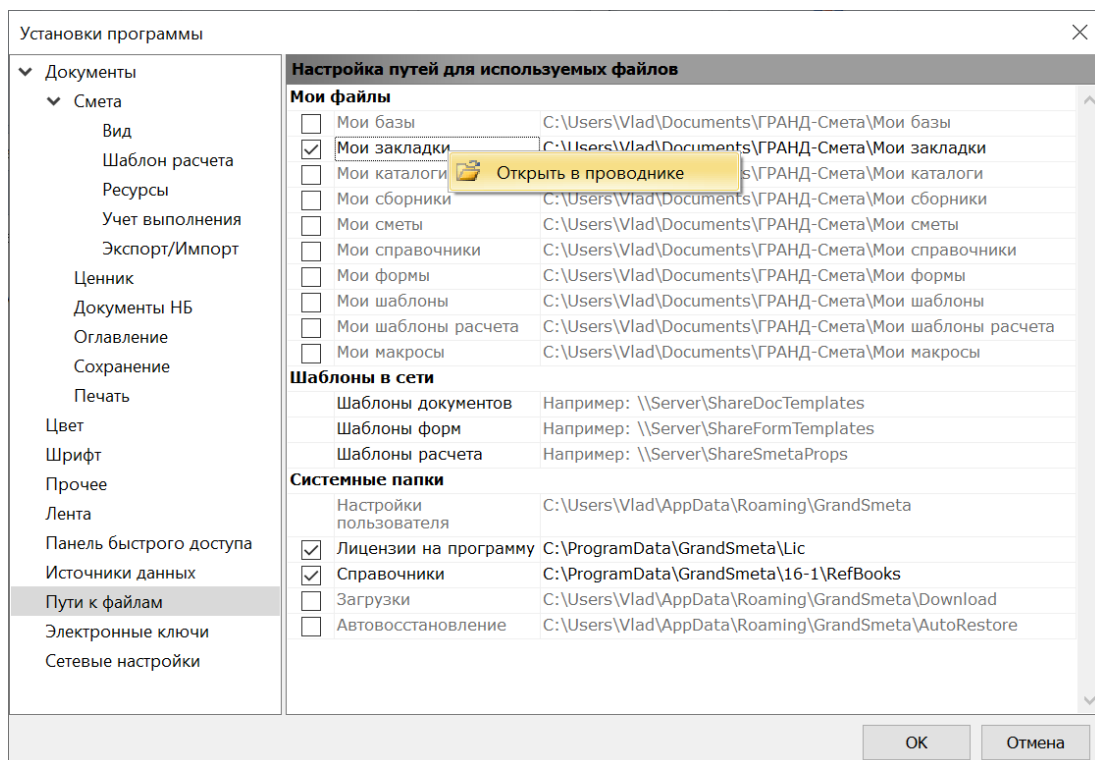 Установки программы
Документы
Смета
Вид
Шаблон расчета
Ресурсы
Учет выполнения
Экспорт/Импорт
Ценник
Документы НБ
Оглавление
Сохранение
Печать
Цвет
Шрифт
Прочее
Лента
Панель быстрого доступа
Источники данных
Пути к файлам
Электронные ключи
Сетевые настройки
Настройка путей для используемых файлов
Мои файлы
Мои базы C:\Users\Vlad\Documents\ГРАНД-Смета\Мои базы
Мои закладки C:\Users\Vlad\Documents\ГРАНД-Смета\Мои закладки
Открыть в проводнике
Мои каталоги s\ГРАНД-Смета\Мои каталоги
Мои сборники C:\Users\Vlad\Documents\ГРАНД-Смета\Мои сборники
Мои сметы C:\Users\Vlad\Documents\ГРАНД-Смета\Мои сметы
Мои справочники C:\Users\Vlad\Documents\ГРАНД-Смета\Мои справочники
Мои формы C:\Users\Vlad\Documents\ГРАНД-Смета\Мои формы
Мои шаблоны C:\Users\Vlad\Documents\ГРАНД-Смета\Мои шаблоны
Мои шаблоны расчета C:\Users\Vlad\Documents\ГРАНД-Смета\Мои шаблоны расчета
Мои макросы C:\Users\Vlad\Documents\ГРАНД-Смета\Мои макросы
Шаблоны в сети
Шаблоны документов Например: \\Server\ShareDocTemplates
Шаблоны форм Например: \\Server\ShareFormTemplates
Шаблоны расчета Например: \\Server\ShareSmetaProps
Системные папки
Настройки C:\Users\Vlad\AppData\Roaming\GrandSmeta
пользователя
Лицензии на программу C:\ProgramData\GrandSmeta\Lic
Справочники C:\ProgramData\GrandSmeta\16-1\RefBooks
Загрузки C:\Users\Vlad\AppData\Roaming\GrandSmeta\Download
Автовосстановление C:\Users\Vlad\AppData\Roaming\GrandSmeta\AutoRestore
OK Отмена